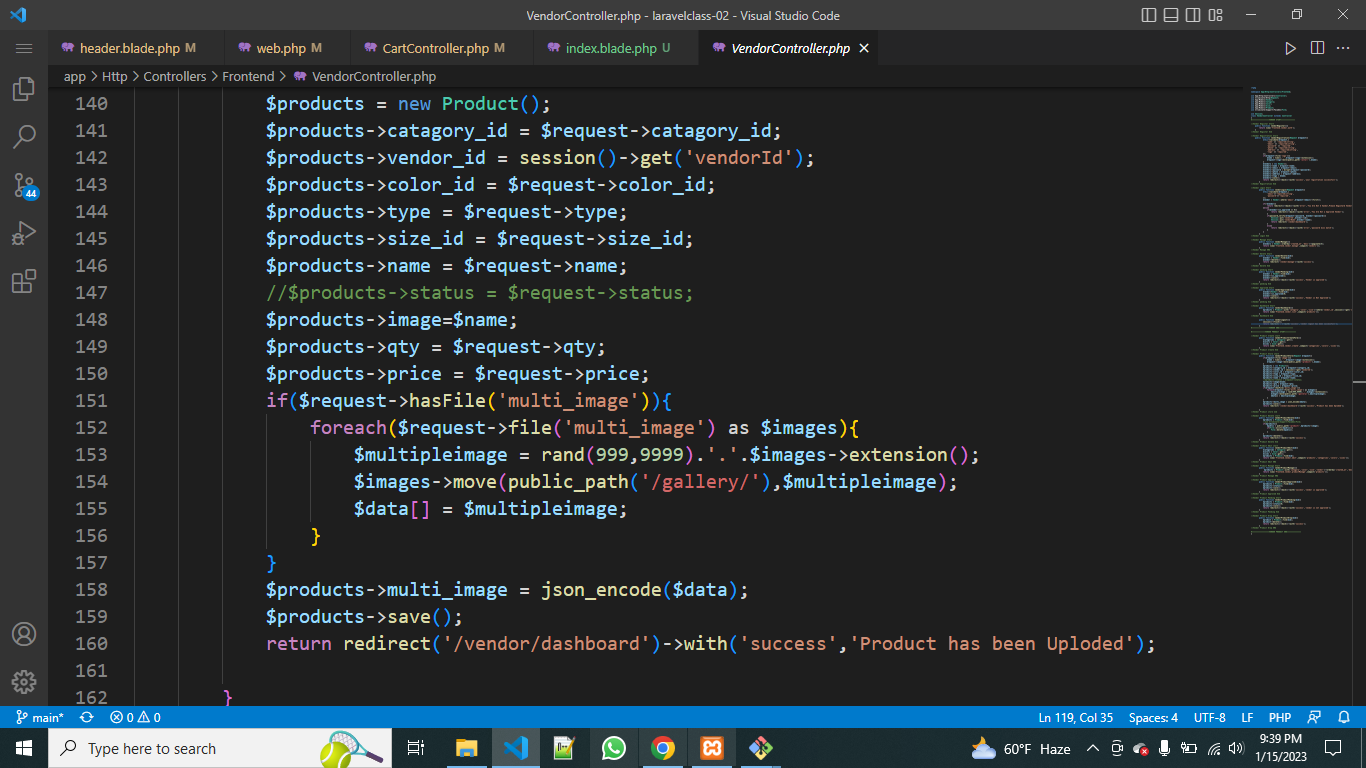 VendorController.php - laravelclass-02 - Visual Studio Code
header.blade.php M web.php M CartController.php M index.blade.php U VendorController.php
app > Http > Controllers > Frontend > VendorController.php
140 $products = new Product();
141 $products->catagory_id = $request->catagory_id;
142 $products->vendor_id = session()->get('vendorId');
143 $products->color_id = $request->color_id;
144 $products->type = $request->type;
145 $products->size_id = $request->size_id;
146 $products->name = $request->name;
147 //$products->status = $request->status;
148 $products->image=$name;
149 $products->qty = $request->qty;
150 $products->price = $request->price;
151 if($request->hasFile('multi_image')){
152 foreach($request->file('multi_image') as $images){
153 $multipleimage = rand(999,9999).'.'.$images->extension();
154 $images->move(public_path('/gallery/'),$multipleimage);
155 $data[] = $multipleimage;
156 }
157 }
158 $products->multi_image = json_encode($data);
159 $products->save();
160 return redirect('/vendor/dashboard')->with('success','Product has been Uploded');
161
162 }
44
main* 0 0 Ln 119, Col 35 Spaces: 4 UTF-8 LF PHP
Type here to search 60°F Haze 9:39 PM
1/15/2023